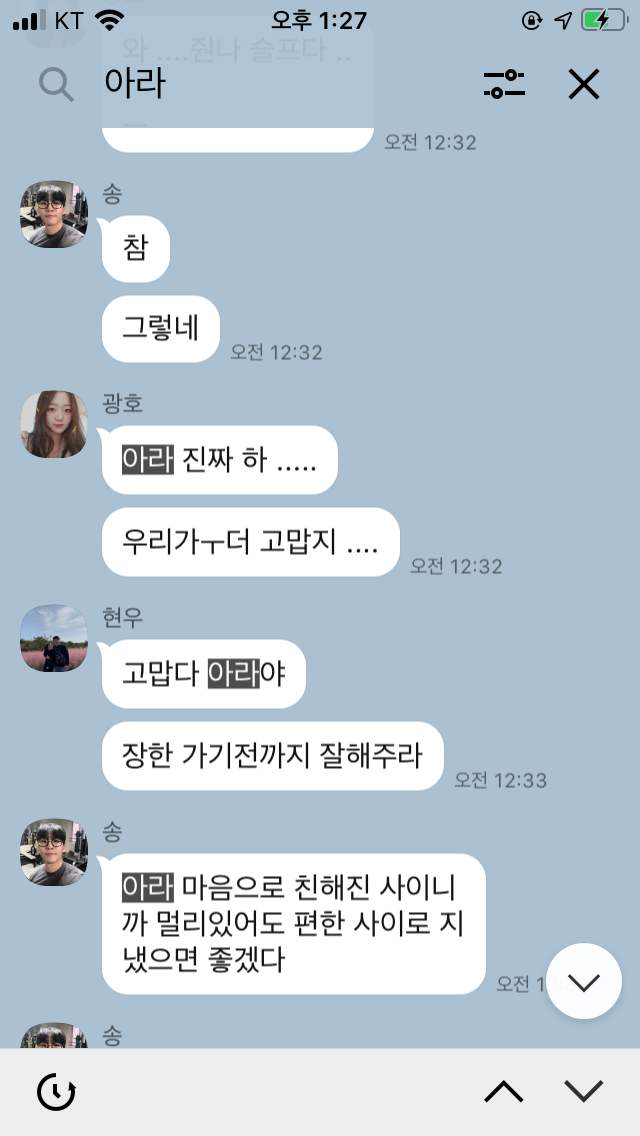 KT
오후 1:27
와 ....줜나 슬프다 ..
아라
오전 12:32
송
참
그렇네
오전 12:32
광호
아라 진짜 하 .....
우리가ㅜ더 고맙지 ....
오전 12:32
현우
고맙다 아라야
장한 가기전까지 잘해주라
오전 12:33
송
아라 마음으로 친해진 사이니
까 멀리있어도 편한 사이로 지
냈으면 좋겠다
오전
송